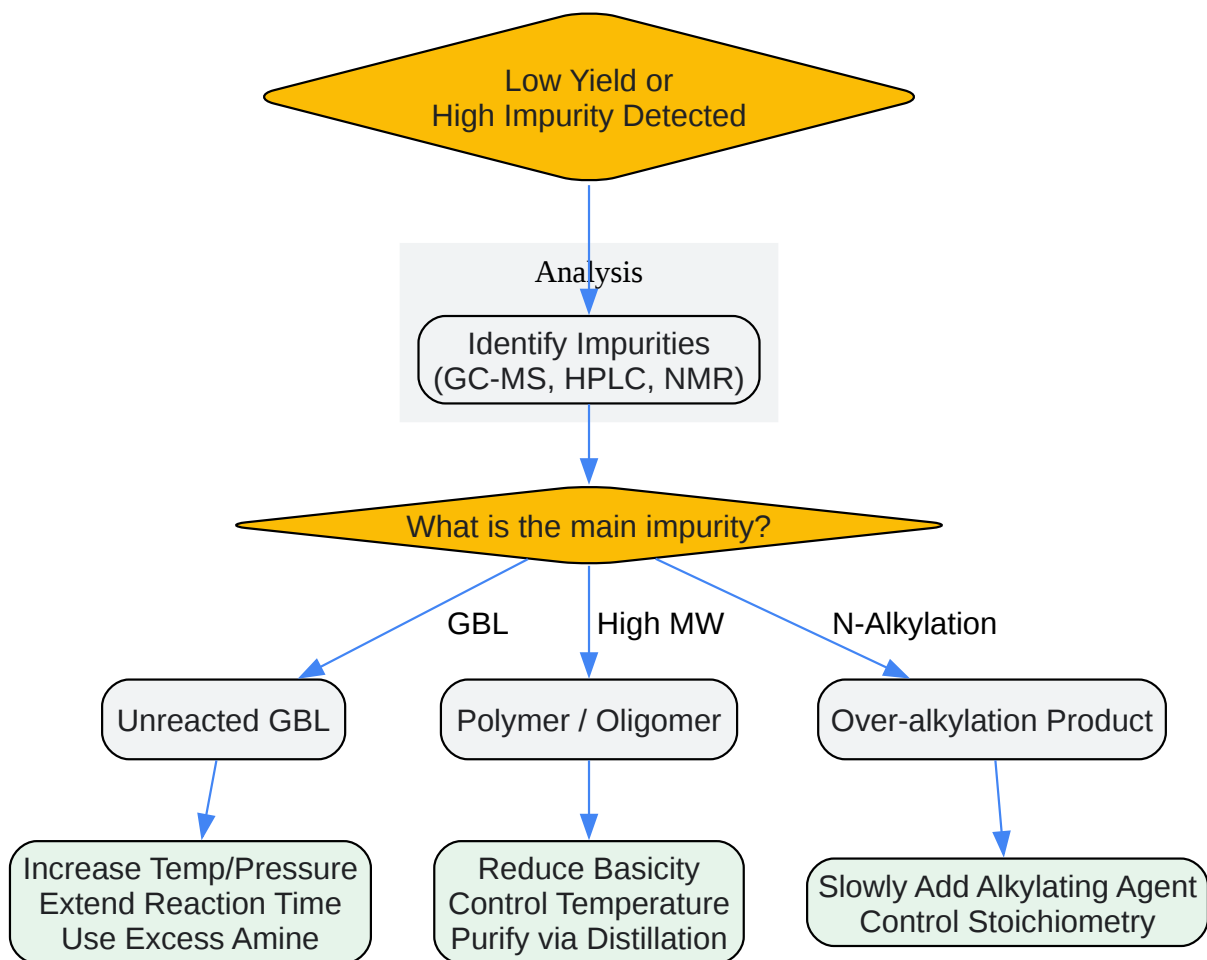 Low Yield or
High Impurity Detected
Analysis
Identify Impurities
(GC-MS, HPLC, NMR)
What is the main impurity?
GBL
High MW
N-Alkylation
Unreacted GBL
Polymer / Oligomer
Over-alkylation Product
Increase Temp/Pressure
Extend Reaction Time
Use Excess Amine
Reduce Basicity
Control Temperature
Purify via Distillation
Slowly Add Alkylating Agent
Control Stoichiometry